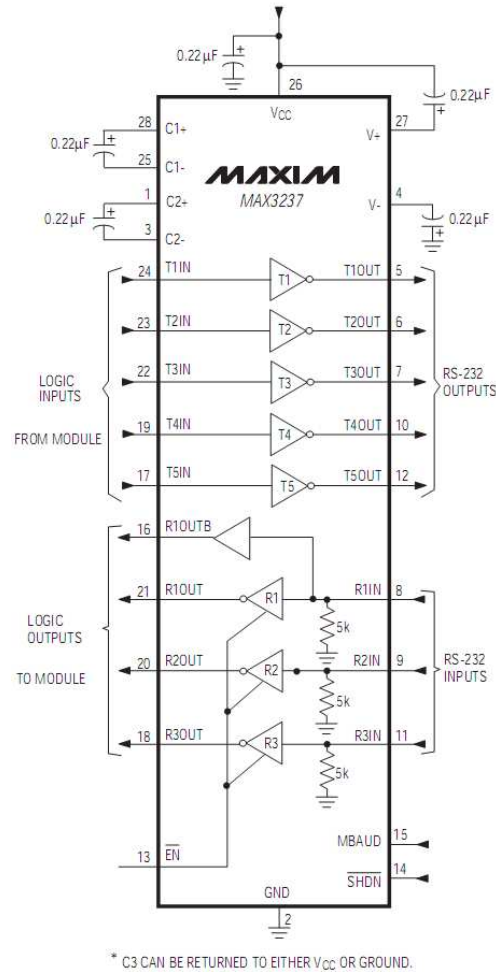 0.22µF +
26
VCC
+ 0.22µF
28 C1+
0.22µF +
25 C1-
V+ 27
MAXIM
MAX3237
1 C2+
0.22µF +
3 C2-
V- 4
0.22µF
+
24 T1IN T1 T1OUT 5
23 T2IN T2 T2OUT 6
22 T3IN T3 T3OUT 7
19 T4IN T4 T4OUT 10
17 T5IN T5 T5OUT 12
LOGIC
INPUTS
FROM MODULE
RS-232
OUTPUTS
16 R1OUTB
21 R1OUT R1 R1IN 8
5k
20 R2OUT R2 R2IN 9
5k
18 R3OUT R3 R3IN 11
5k
LOGIC
OUTPUTS
TO MODULE
RS-232
INPUTS
13 EN
MBAUD 15
SHDN 14
GND
2
* C3 CAN BE RETURNED TO EITHER VCC OR GROUND.